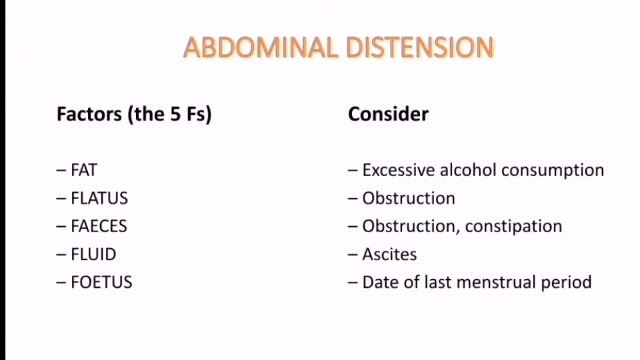 ABDOMINAL DISTENSION
Factors (the 5 Fs)
Consider
– FAT
– Excessive alcohol consumption
– FLATUS
– Obstruction
– FAECES
– Obstruction, constipation
– FLUID
– Ascites
– FOETUS
– Date of last menstrual period